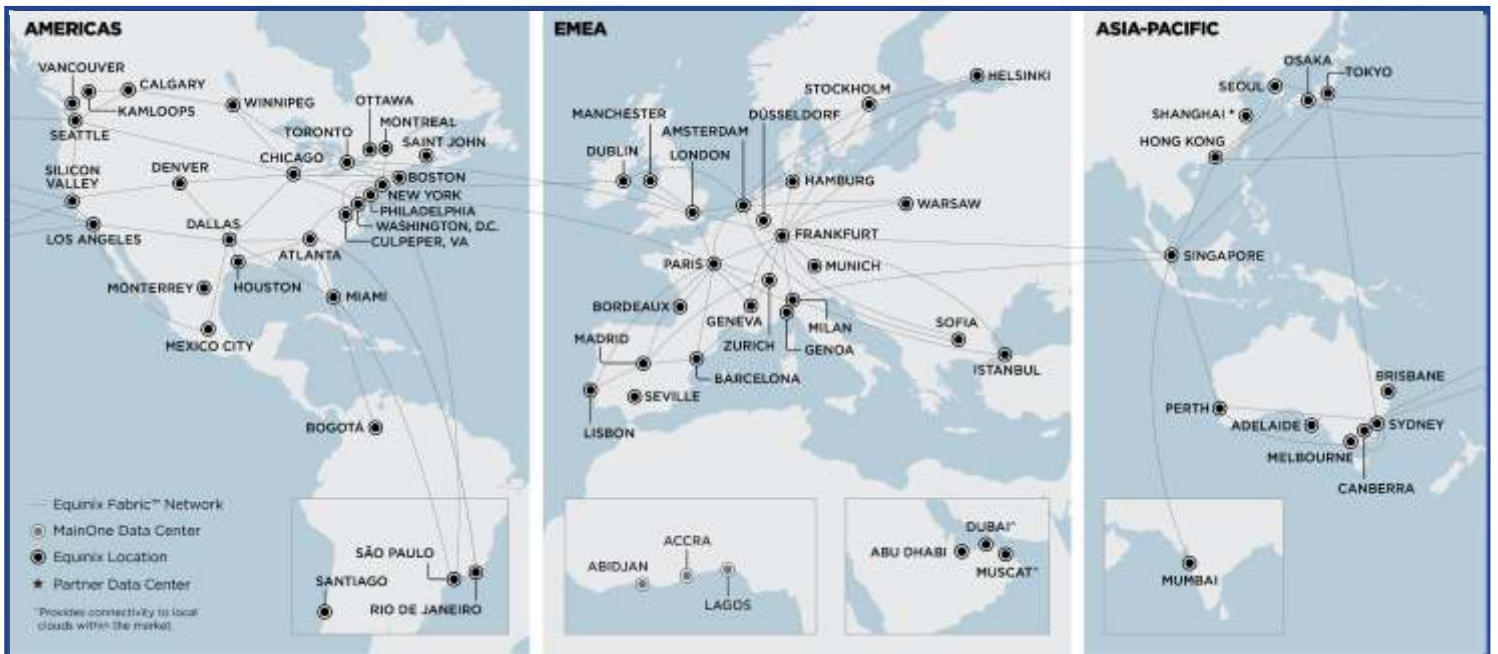 AMERICAS
VANCOUVER
CALGARY
KAMLOOPS
SEATTLE
WINNIPEG
OTTAWA
MONTREAL
TORONTO
SAINT JOHN
CHICAGO
SILICON
VALLEY
DENVER
BOSTON
NEW YORK
PHILADELPHIA
WASHINGTON, D.C.
CULPEPER, VA
LOS ANGELES
DALLAS
ATLANTA
MONTERREY
HOUSTON
MIAMI
MEXICO CITY
BOGOTÁ
SÃO PAULO
SANTIAGO
RIO DE JANEIRO
Equinix Fabric™ Network
MainOne Data Center
Equinix Location
★ Partner Data Center
^Provides connectivity to local
clouds within the market.
EMEA
HELSINKI
STOCKHOLM
MANCHESTER
DÜSSELDORF
AMSTERDAM
DUBLIN
LONDON
HAMBURG
WARSAW
FRANKFURT
PARIS
MUNICH
BORDEAUX
GENEVA
MILAN
SOFIA
MADRID
ZURICH
GENOA
ISTANBUL
BARCELONA
SEVILLE
LISBON
ACCRA
ABIDJAN
LAGOS
DUBAI^
ABU DHABI
MUSCAT^
ASIA-PACIFIC
OSAKA
TOKYO
SEOUL
SHANGHAI *
HONG KONG
SINGAPORE
BRISBANE
PERTH
ADELAIDE
SYDNEY
MELBOURNE
CANBERRA
MUMBAI